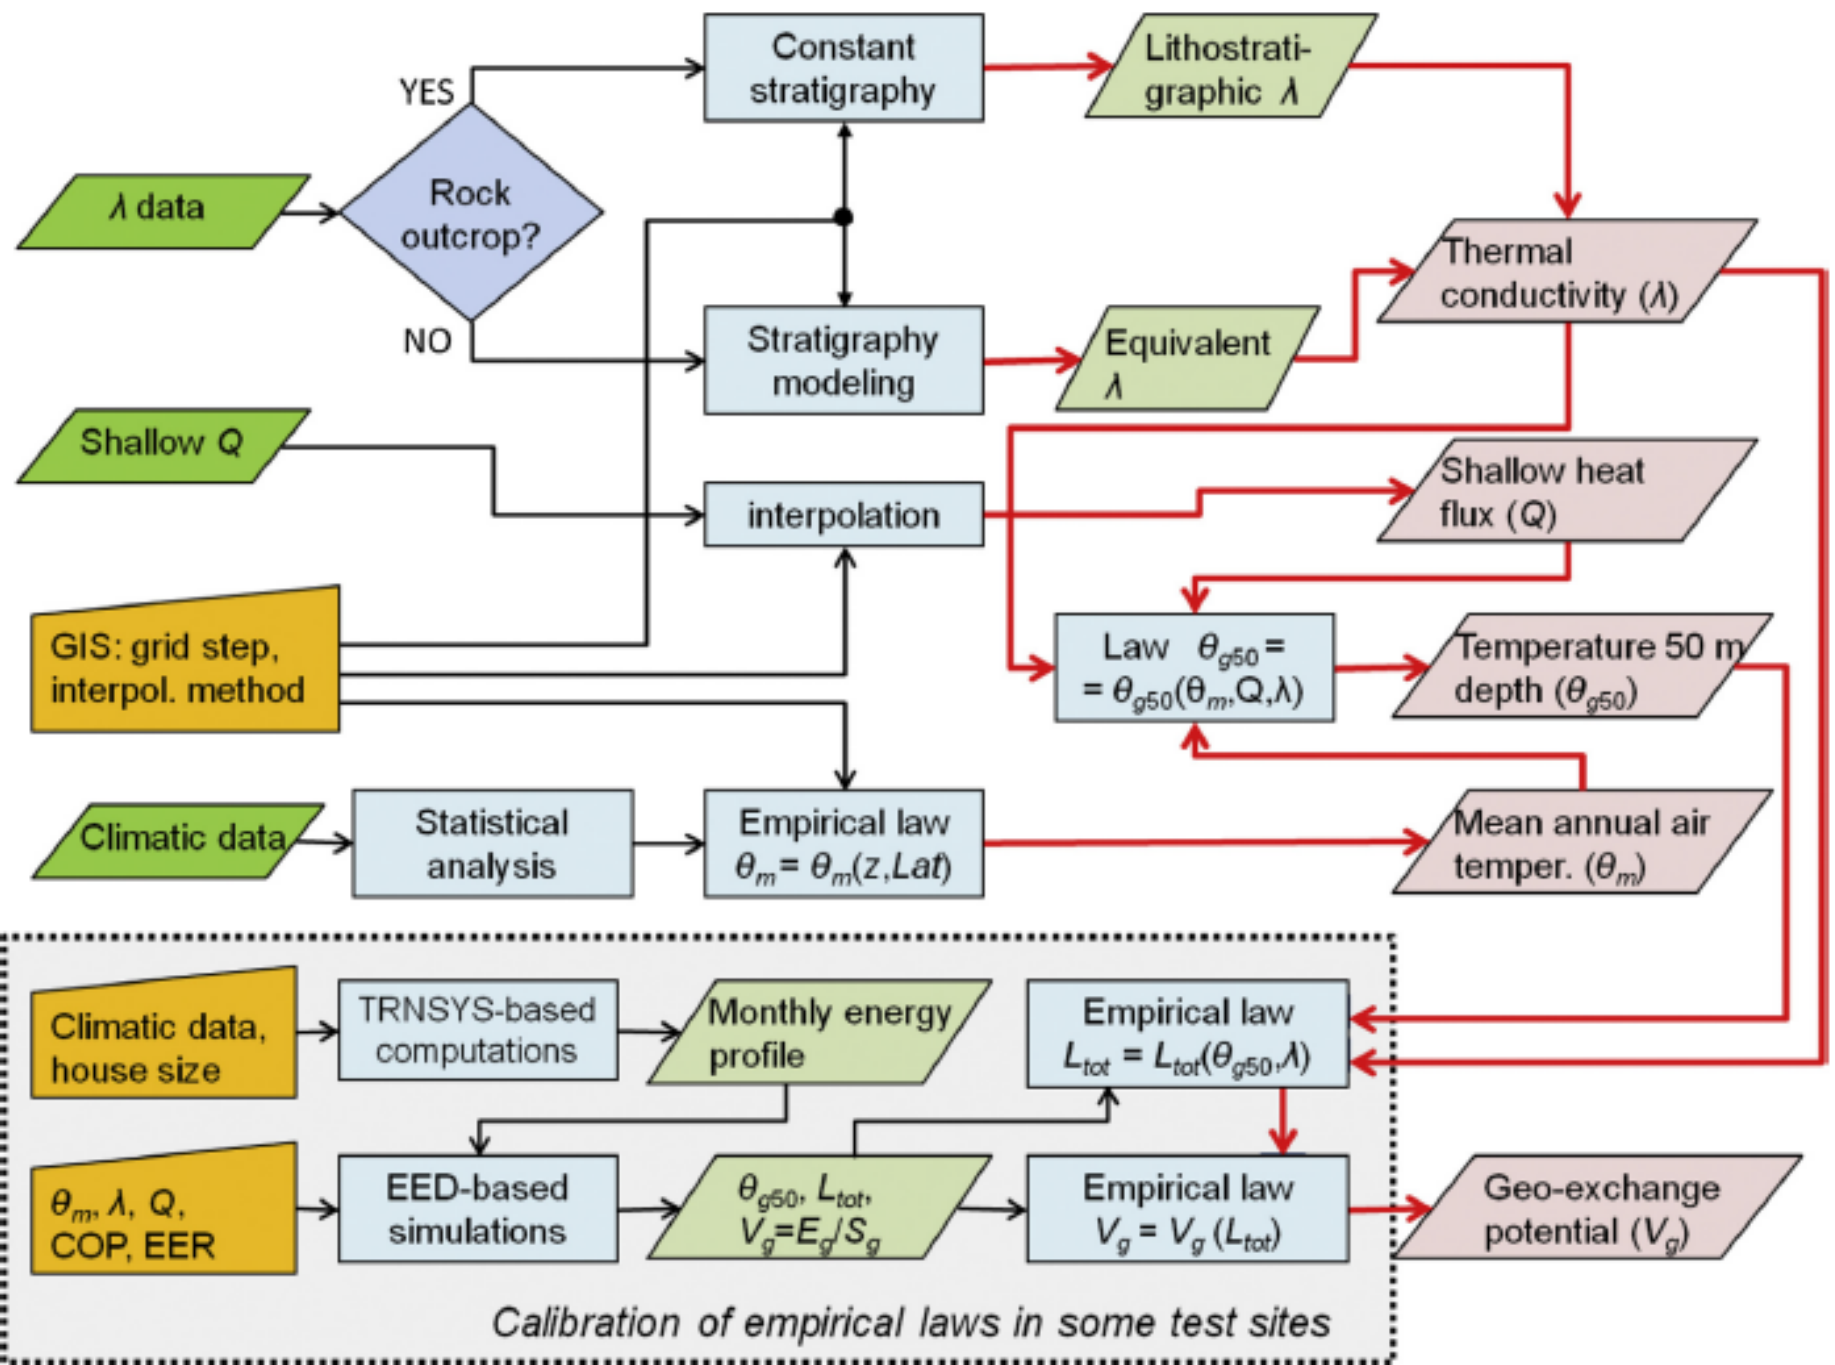 Constant
stratigraphy
Lithostrati-
graphic λ
YES
λ data
Rock
outcrop?
Thermal
conductivity (λ)
NO
Stratigraphy
modeling
Equivalent
λ
Shallow Q
interpolation
Shallow heat
flux (Q)
GIS: grid step,
interpol. method
Law θg50 =
= θg50(θm,Q,λ)
Temperature 50 m
depth (θg50)
Climatic data
Statistical
analysis
Empirical law
θm = θm(z,Lat)
Mean annual air
temper. (θm)
Climatic data,
house size
TRNSYS-based
computations
Monthly energy
profile
Empirical law
Ltot = Ltot(θg50,λ)
θm, λ, Q,
COP, EER
EED-based
simulations
θg50, Ltot,
Vg=Eg/Sg
Empirical law
Vg = Vg (Ltot)
Geo-exchange
potential (Vg)
Calibration of empirical laws in some test sites